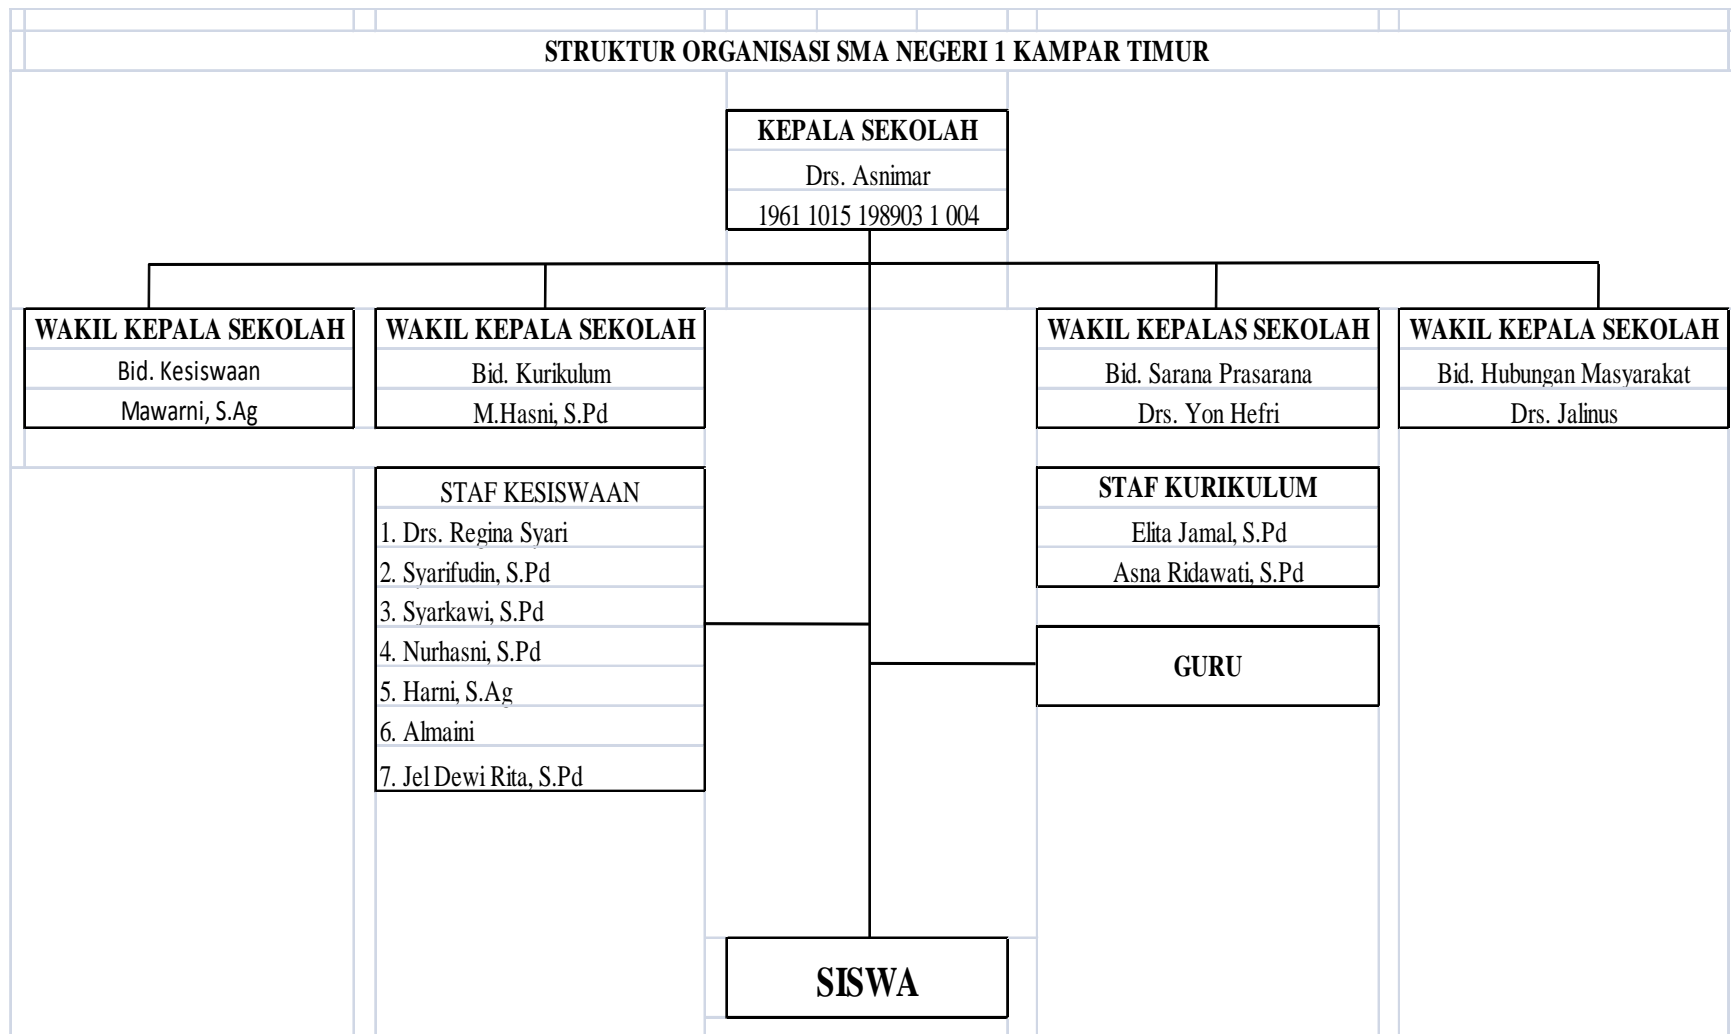 STRUKTUR ORGANISASI SMA NEGERI 1 KAMPAR TIMUR
KEPALA SEKOLAH
Drs. Asnimar
1961 1015 198903 1 004
WAKIL KEPALA SEKOLAH
Bid. Kesiswaan
Mawarni, S.Ag
WAKIL KEPALA SEKOLAH
Bid. Kurikulum
M.Hasni, S.Pd
WAKIL KEPALAS SEKOLAH
Bid. Sarana Prasarana
Drs. Yon Hefri
WAKIL KEPALA SEKOLAH
Bid. Hubungan Masyarakat
Drs. Jalinus
STAF KESISWAAN
1. Drs. Regina Syari
2. Syarifudin, S.Pd
3. Syarkawi, S.Pd
4. Nurhasni, S.Pd
5. Harni, S.Ag
6. Almaini
7. Jel Dewi Rita, S.Pd
STAF KURIKULUM
Elita Jamal, S.Pd
Asna Ridawati, S.Pd
GURU
SISWA